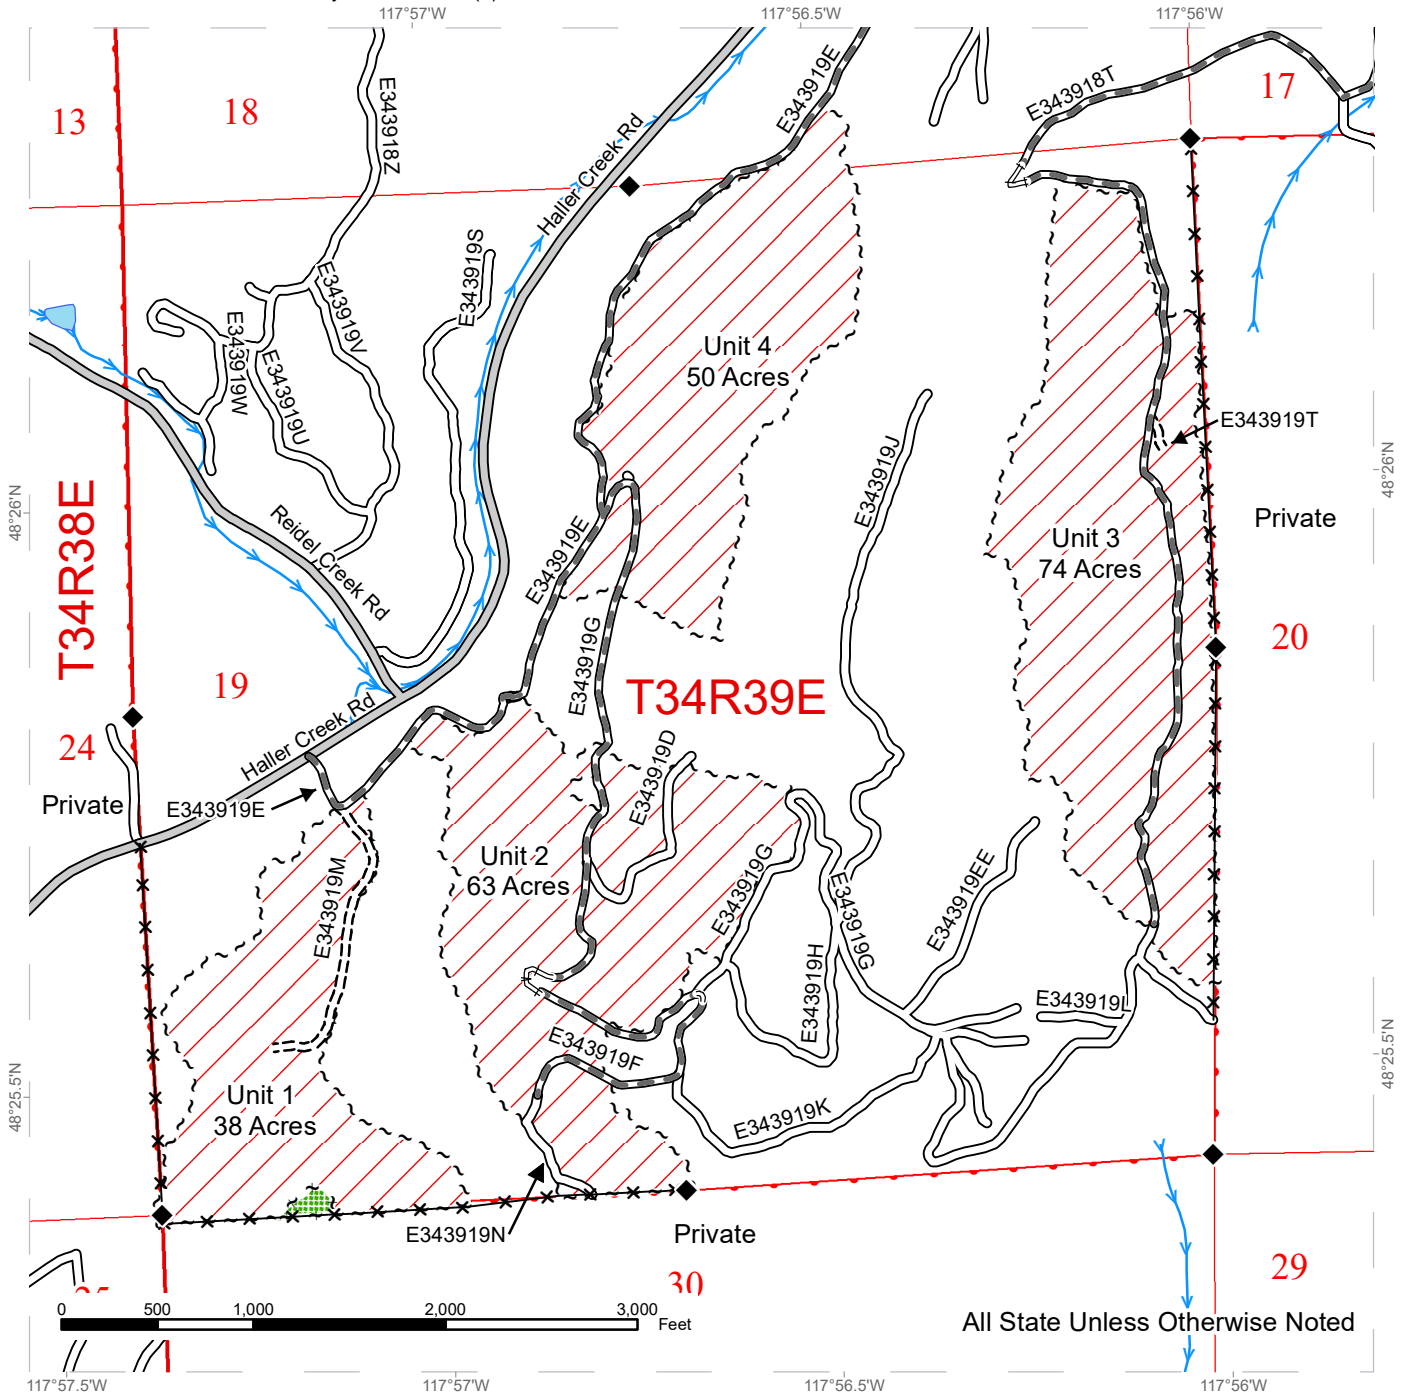 117°57'W
117°56.5'W
117°56'W
13
18
17
E343918Z
E343919E
E343918T
Haller Creek Rd
E343919S
E343919V
E343919W
E343919U
Unit 4
50 Acres
E343919T
E343919J
48°26'N
48°26'N
T34R38E
Reidel Creek Rd
Private
Unit 3
74 Acres
E343919E
E343919G
20
19
T34R39E
24
Haller Creek Rd
E343919D
Private
E343919E
Unit 2
63 Acres
E343919M
E343919G
E343919G
E343919EE
E343919H
E343919L
E343919F
48°25.5'N
48°25.5'N
Unit 1
38 Acres
E343919K
E343919N
Private
30
29
0 500 1,000 2,000 3,000
Feet
All State Unless Otherwise Noted
117°57.5'W
117°57'W
117°56.5'W
117°56'W